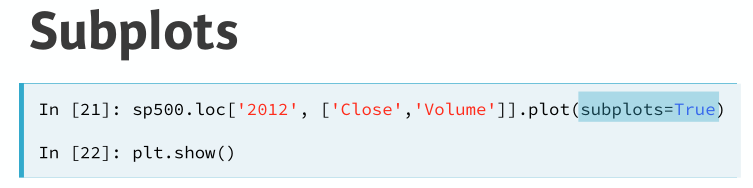 Subplots
In [21]: sp500.loc['2012', ['Close','Volume']].plot(subplots=True)
In [22]: plt.show()